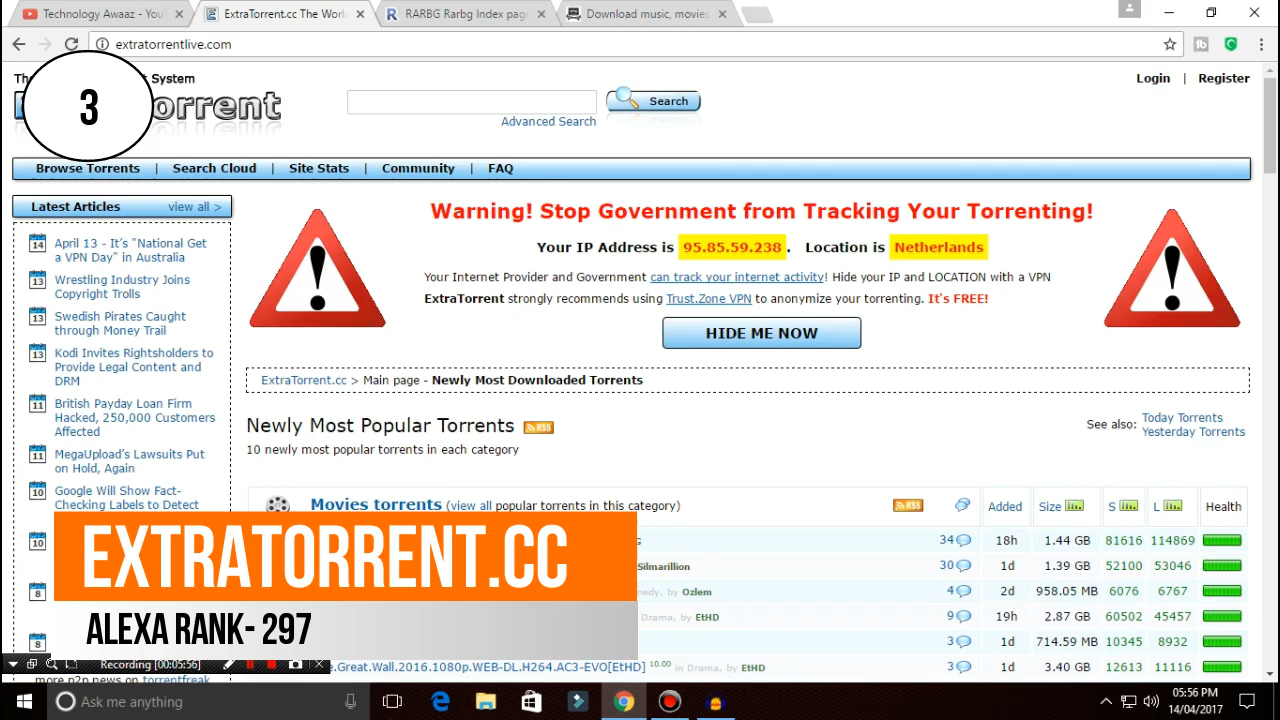 Technology Awaaz - You
ExtraTorrent.cc The World
RARBG Rarbg Index page
Download music, movies
extratorrentlive.com
3
System
Torrent
Search
Advanced Search
Login | Register
Browse Torrents | Search Cloud | Site Stats | Community | FAQ
Latest Articles view all >
14 April 13 - It's "National Get
a VPN Day" in Australia
13 Wrestling Industry Joins
Copyright Trolls
13 Swedish Pirates Caught
through Money Trail
13 Kodi Invites Rightsholders to
Provide Legal Content and
DRM
11 British Payday Loan Firm
Hacked, 250,000 Customers
Affected
11 MegaUpload's Lawsuits Put
on Hold, Again
10 Google Will Show Fact-
Checking Labels to Detect
10
8
8
more p2p news on torrentfreak
Warning! Stop Government from Tracking Your Torrenting!
Your IP Address is 95.85.59.238. Location is Netherlands
Your Internet Provider and Government can track your internet activity! Hide your IP and LOCATION with a VPN
ExtraTorrent strongly recommends using Trust.Zone VPN to anonymize your torrenting. It's FREE!
HIDE ME NOW
ExtraTorrent.cc > Main page - Newly Most Downloaded Torrents
Newly Most Popular Torrents RSS
10 newly most popular torrents in each category
See also: Today Torrents
Yesterday Torrents
Movies torrents (view all popular torrents in this category) RSS Added Size S L Health
G 34 18h 1.44 GB 81616 114869
Silmarillion 30 1d 1.39 GB 52100 53046
nedy, by Ozlem 4 2d 958.05 MB 6076 6767
Drama, by EtHD 9 19h 2.87 GB 60502 45457
3 1d 714.59 MB 10345 8932
e.Great.Wall.2016.1080p.WEB-DL.H264.AC3-EVO[EtHD] 10.00 in Drama, by EtHD 3 1d 3.40 GB 12613 11116
EXTRATORRENT.CC
ALEXA RANK- 297
Recording [00:05:56]
Ask me anything
05:56 PM
14/04/2017